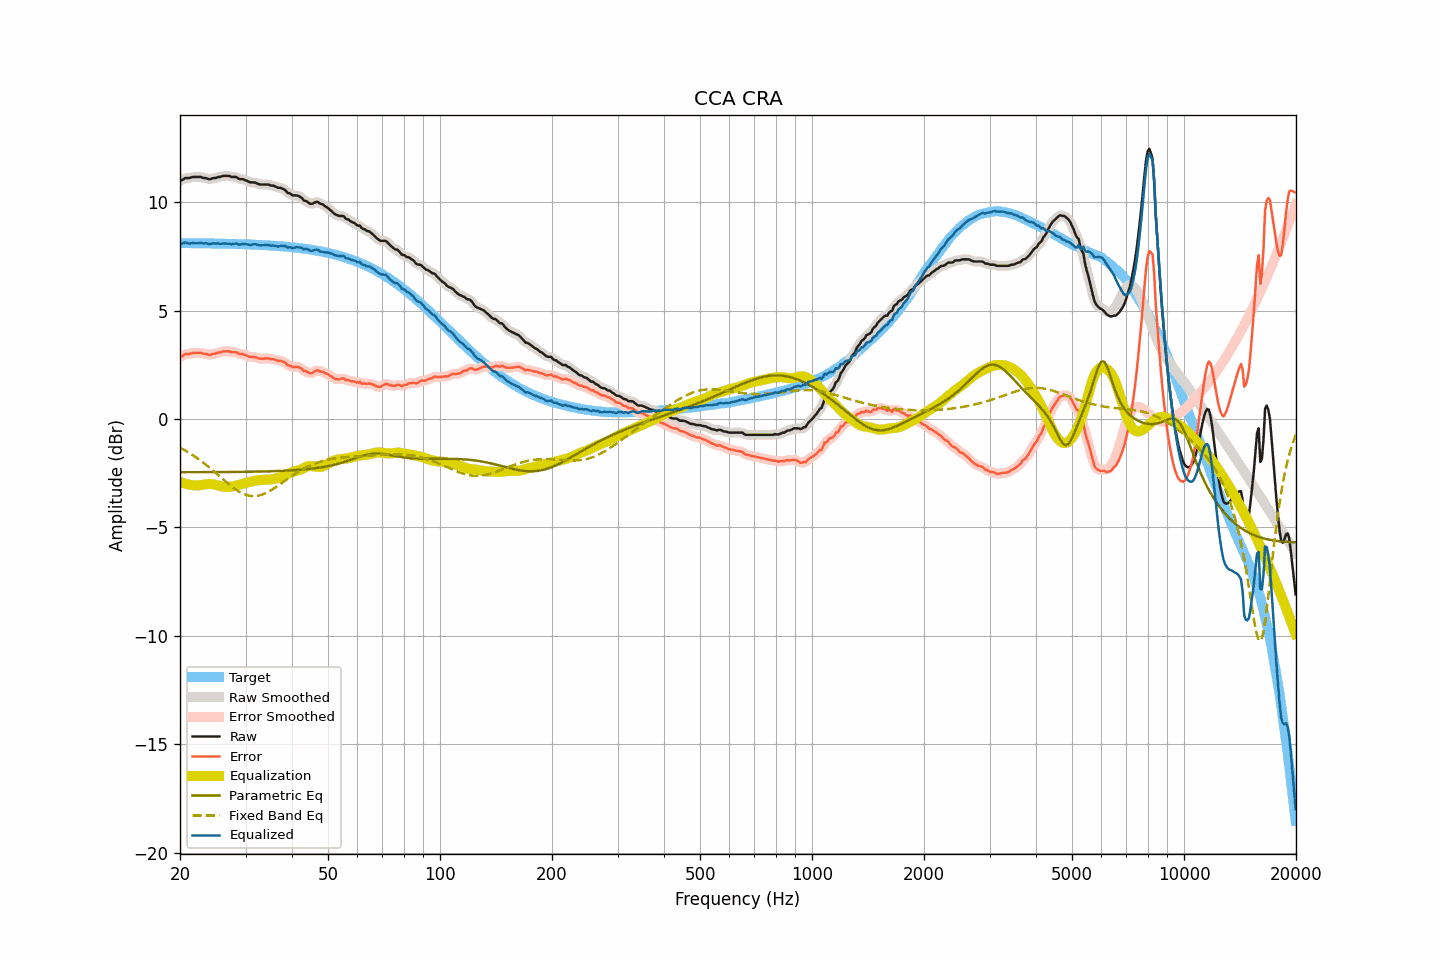 CCA CRA
Amplitude (dBr)
10
5
0
−5
−10
−15
−20
Target
Raw Smoothed
Error Smoothed
Raw
Error
Equalization
Parametric Eq
Fixed Band Eq
Equalized
20 50 100 200 500 1000 2000 5000 10000 20000
Frequency (Hz)